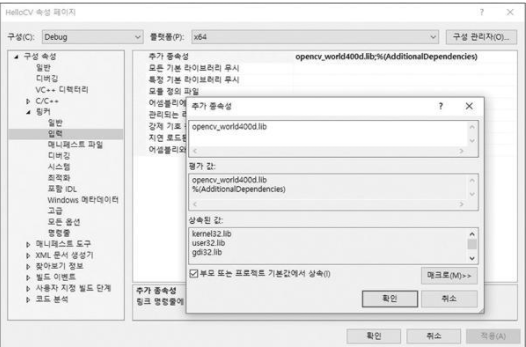 HelloCV 속성 페이지
? ×
구성(C): Debug
플랫폼(P): x64
구성 관리자(O)...
구성 속성
일반
디버깅
VC++ 디렉터리
C/C++
링커
일반
입력
매니페스트 파일
디버깅
시스템
최적화
포함 IDL
Windows 메타데이터
고급
모든 옵션
명령줄
매니페스트 도구
XML 문서 생성기
찾아보기 정보
빌드 이벤트
사용자 지정 빌드 단계
코드 분석
추가 종속성 opencv_world400d.lib;%(AdditionalDependencies)
모든 기본 라이브러리 무시
특정 기본 라이브러리 무시
모듈 정의 파일
어셈블리에
관리되는 
강제 기호
지연 로드된
어셈블리와
추가 종속성
? ×
opencv_world400d.lib
평가 값:
opencv_world400d.lib
%(AdditionalDependencies)
상속된 값:
kernel32.lib
user32.lib
gdi32.lib
부모 또는 프로젝트 기본값에서 상속(I)
매크로(M)>>
확인 취소
추가 종속성
링크 명령줄에
확인 취소 적용(A)